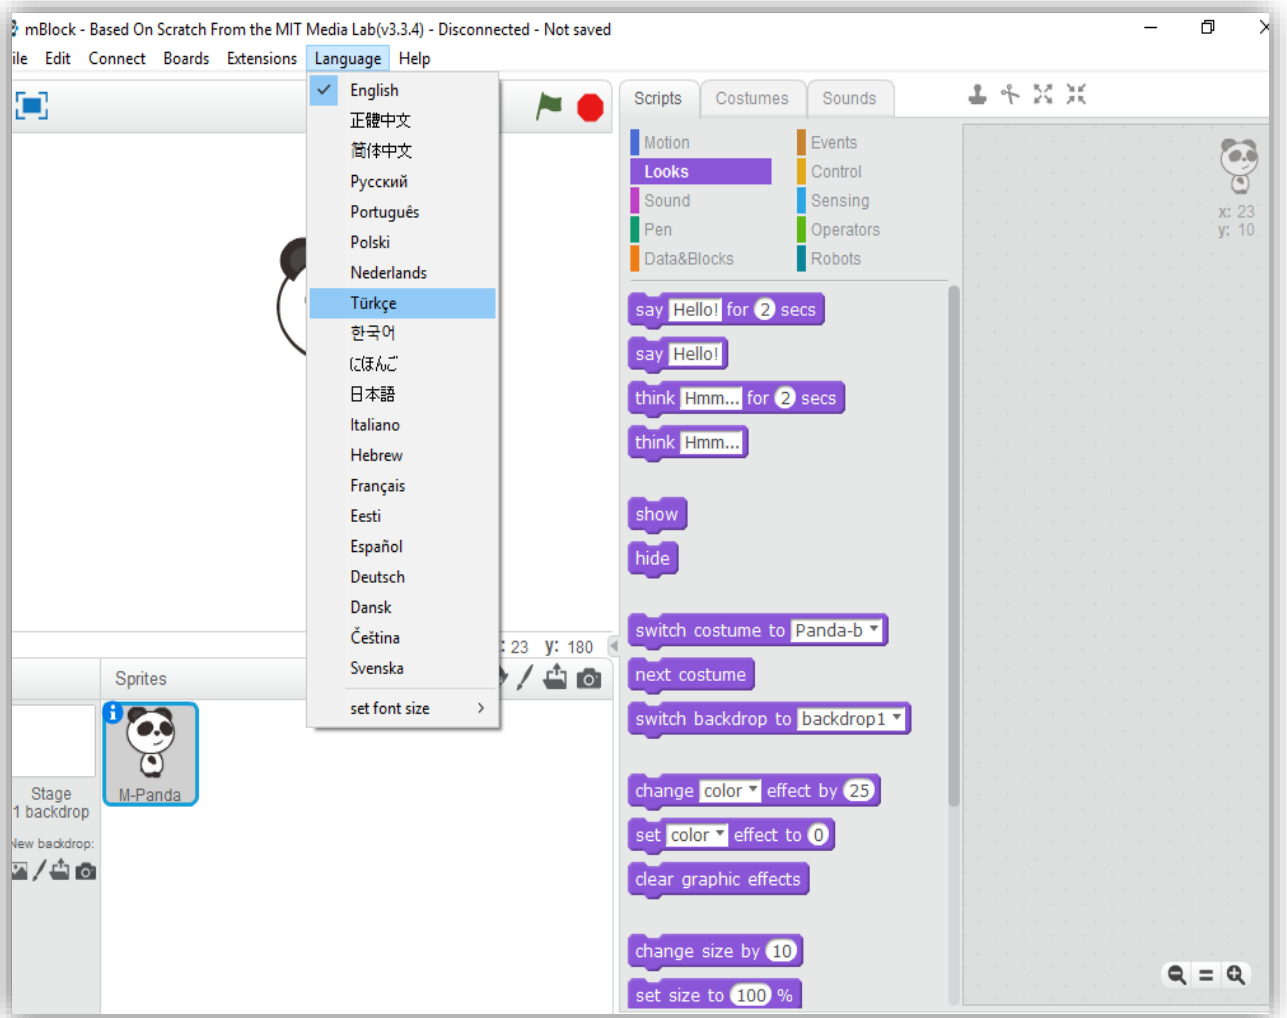 mBlock - Based On Scratch From the MIT Media Lab(v3.3.4) - Disconnected - Not saved
ile Edit Connect Boards Extensions Language Help
English
正體中文
简体中文
Русский
Português
Polski
Nederlands
Türkçe
한국어
にほんご
日本語
Italiano
Hebrew
Français
Eesti
Español
Deutsch
Dansk
Čeština
Svenska
set font size
: 23 y: 180
Sprites
M-Panda
Stage
1 backdrop
New backdrop:
Scripts Costumes Sounds
Motion Events
Looks Control
Sound Sensing
Pen Operators
Data&Blocks Robots
say Hello! for 2 secs
say Hello!
think Hmm... for 2 secs
think Hmm...
show
hide
switch costume to Panda-b
next costume
switch backdrop to backdrop1
change color effect by 25
set color effect to 0
clear graphic effects
change size by 10
set size to 100 %
x: 23
y: 10